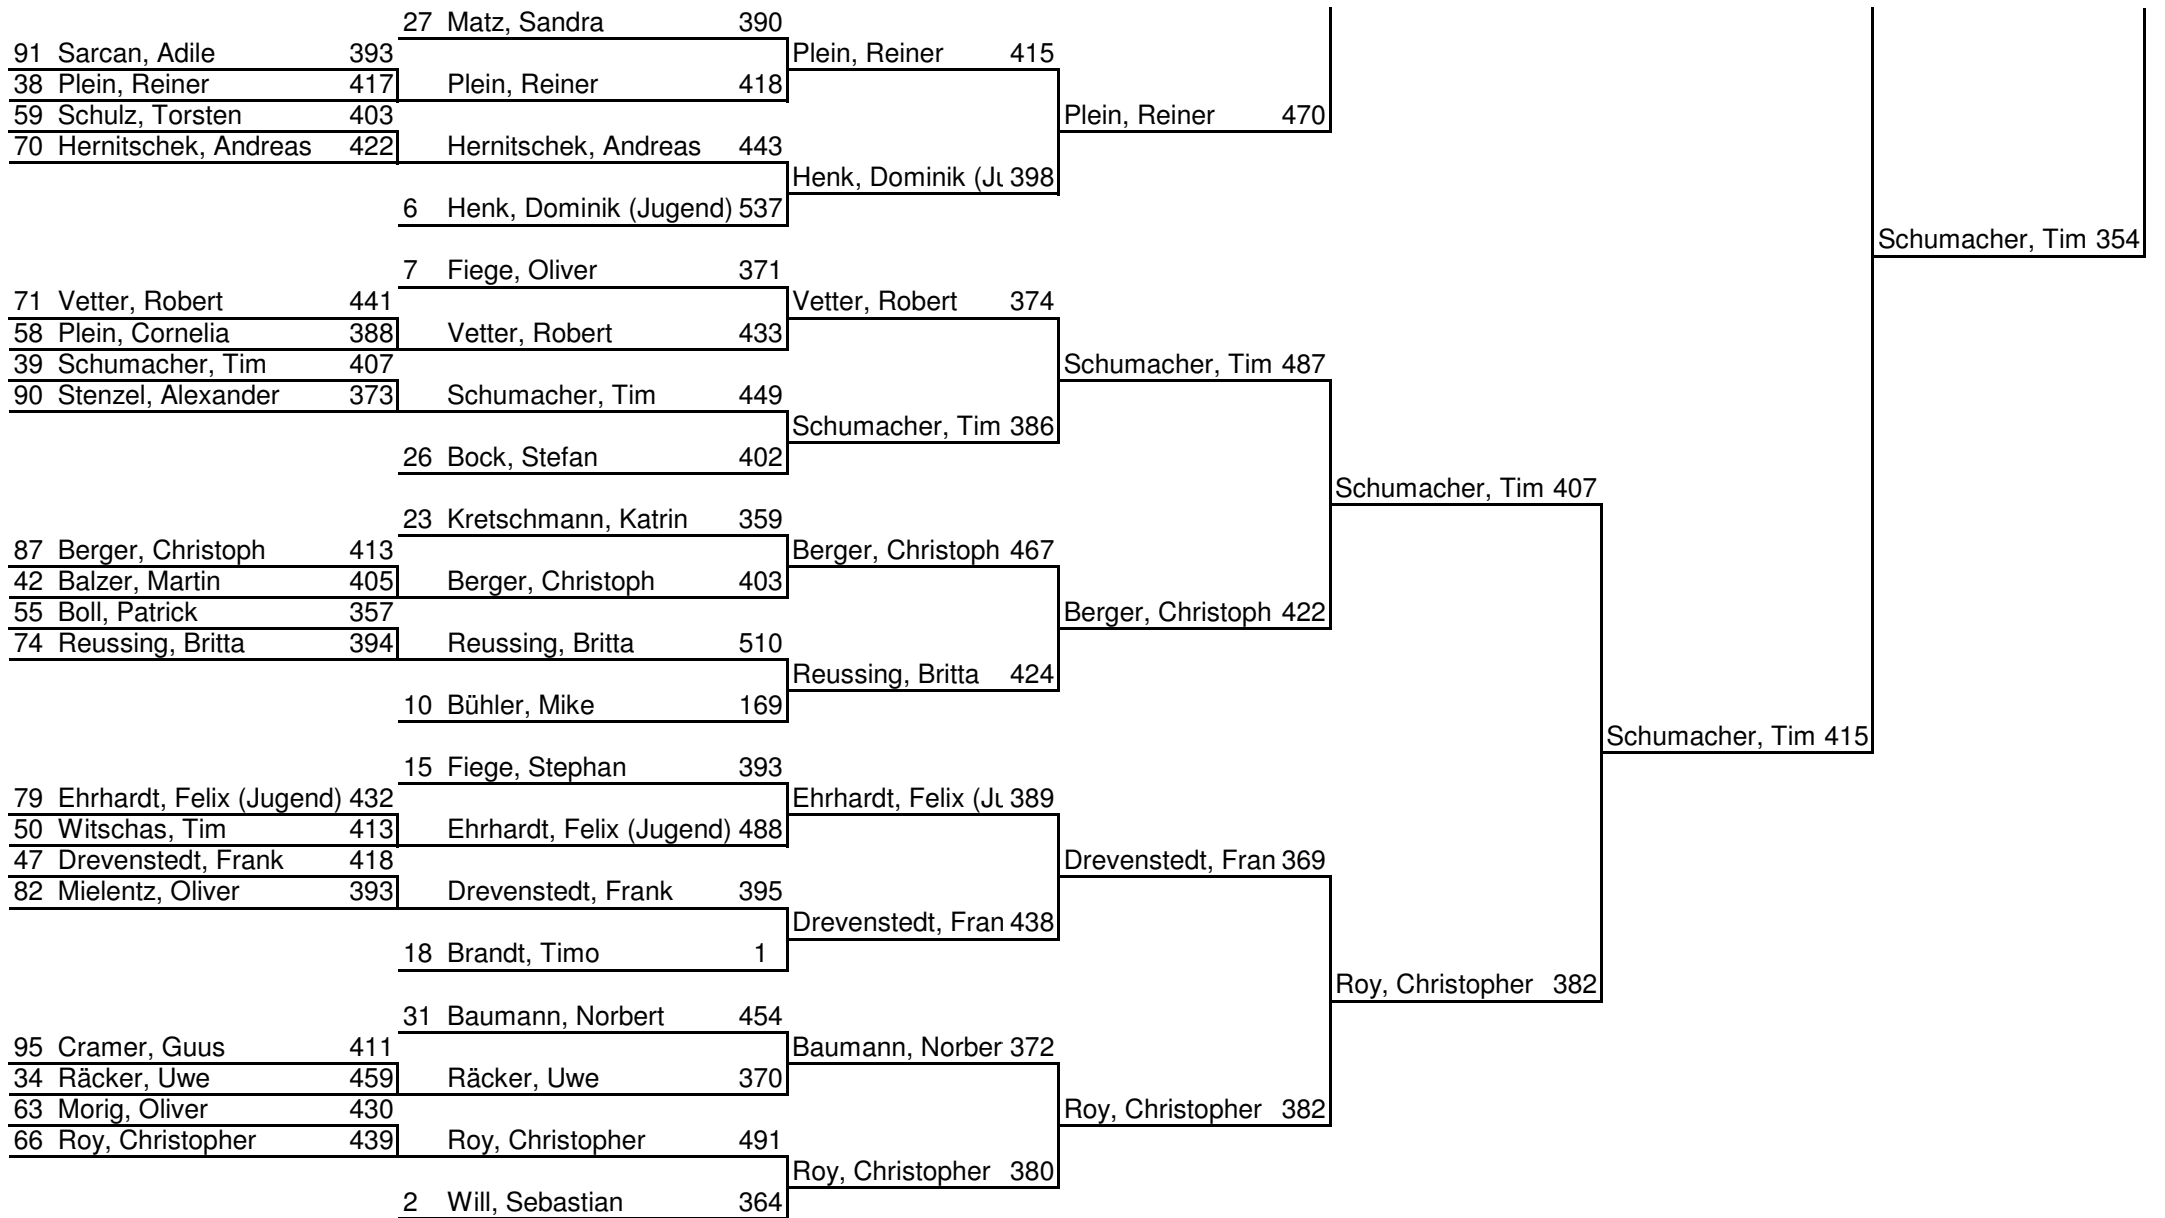 27 Matz, Sandra 390
91 Sarcan, Adile 393 Plein, Reiner 415
38 Plein, Reiner 417 Plein, Reiner 418
59 Schulz, Torsten 403 Plein, Reiner 470
70 Hernitschek, Andreas 422 Hernitschek, Andreas 443
Henk, Dominik (Ju 398
6 Henk, Dominik (Jugend) 537
Schumacher, Tim 354
7 Fiege, Oliver 371
71 Vetter, Robert 441 Vetter, Robert 374
58 Plein, Cornelia 388 Vetter, Robert 433
39 Schumacher, Tim 407 Schumacher, Tim 487
90 Stenzel, Alexander 373 Schumacher, Tim 449
Schumacher, Tim 386
26 Bock, Stefan 402
Schumacher, Tim 407
23 Kretschmann, Katrin 359
87 Berger, Christoph 413 Berger, Christoph 467
42 Balzer, Martin 405 Berger, Christoph 403
55 Boll, Patrick 357 Berger, Christoph 422
74 Reussing, Britta 394 Reussing, Britta 510
Reussing, Britta 424
10 Bühler, Mike 169
Schumacher, Tim 415
15 Fiege, Stephan 393
79 Ehrhardt, Felix (Jugend) 432 Ehrhardt, Felix (Ju 389
50 Witschas, Tim 413 Ehrhardt, Felix (Jugend) 488
47 Drevenstedt, Frank 418 Drevenstedt, Fran 369
82 Mielentz, Oliver 393 Drevenstedt, Frank 395
Drevenstedt, Fran 438
18 Brandt, Timo 1
Roy, Christopher 382
31 Baumann, Norbert 454
95 Cramer, Guus 411 Baumann, Norber 372
34 Räcker, Uwe 459 Räcker, Uwe 370
63 Morig, Oliver 430 Roy, Christopher 382
66 Roy, Christopher 439 Roy, Christopher 491
Roy, Christopher 380
2 Will, Sebastian 364